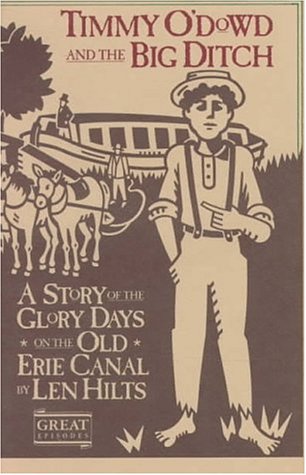 TIMMY O'DOWD
AND THE BIG DITCH
A STORY OF THE
GLORY DAYS
* ON THE OLD *
ERIE CANAL
BY LEN HILTS
GREAT
EPISODES